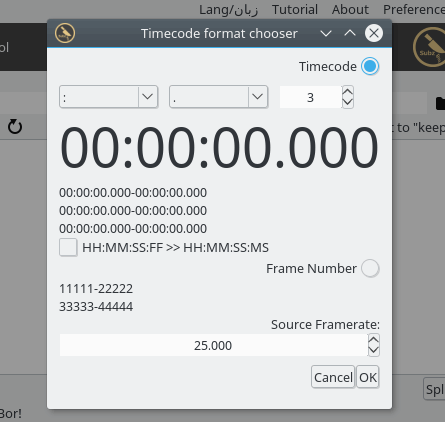 Lang/زبان Tutorial About Preference
Timecode format chooser
ol
Timecode
: . 3
t to "keep
00:00:00.000
00:00:00.000-00:00:00.000
00:00:00.000-00:00:00.000
00:00:00.000-00:00:00.000
HH:MM:SS:FF >> HH:MM:SS:MS
Frame Number
11111-22222
33333-44444
Source Framerate:
25.000
Cancel OK
Spl
Bor!